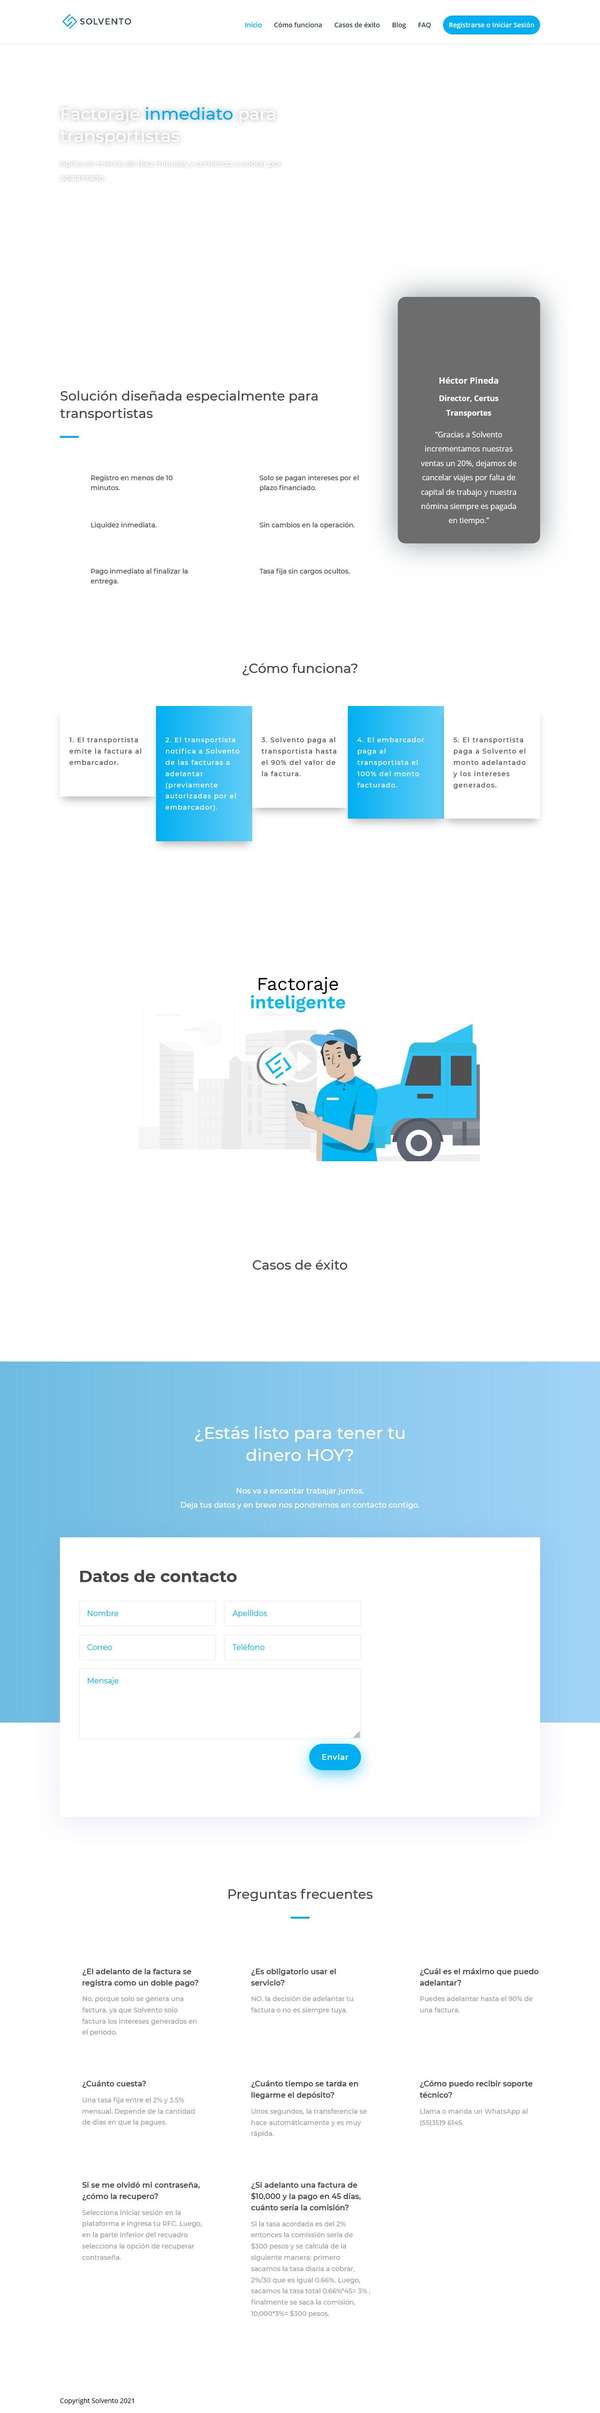 SOLVENTO
Inicio
Cómo funciona
Casos de éxito
Blog
FAQ
Registrarse o Iniciar Sesión
Factoraje inmediato para
transportistas
Solución diseñada especialmente para
transportistas
Registro en menos de 10
minutos.
Solo se pagan intereses por el
plazo financiado.
Liquidez inmediata.
Sin cambios en la operación.
Pago inmediato al finalizar la
entrega.
Tasa fija sin cargos ocultos.
Héctor Pineda
Director, Certus
Transportes
“Gracias a Solvento
incrementamos nuestras
ventas un 20%, dejamos de
cancelar viajes por falta de
capital de trabajo y nuestra
nómina siempre es pagada
en tiempo.”
¿Cómo funciona?
1. El transportista
emite la factura al
embarcador.
2. El transportista
notifica a Solvento
de las facturas a
adelantar
(previamente
autorizadas por el
embarcador).
3. Solvento paga al
transportista hasta
el 90% del valor de
la factura.
4. El embarcador
paga al
transportista el
100% del monto
facturado.
5. El transportista
paga a Solvento el
monto adelantado
y los intereses
generados.
Factoraje
inteligente
Casos de éxito
¿Estás listo para tener tu
dinero HOY?
Nos va a encantar trabajar juntos.
Deja tus datos y en breve nos pondremos en contacto contigo.
Datos de contacto
Nombre
Apellidos
Correo
Teléfono
Mensaje
Enviar
Preguntas frecuentes
¿El adelanto de la factura se
registra como un doble pago?
No, porque solo se genera una
factura, ya que Solvento solo
factura los intereses generados en
el periodo.
¿Es obligatorio usar el
servicio?
NO, la decisión de adelantar tu
factura o no es siempre tuya.
¿Cuál es el máximo que puedo
adelantar?
Puedes adelantar hasta el 90% de
una factura.
¿Cuánto cuesta?
Una tasa fija entre el 2% y 3.5%
mensual. Depende de la cantidad
de días en que la pagues.
¿Cuánto tiempo se tarda en
llegarme el depósito?
Unos segundos, la transferencia se
hace automáticamente y es muy
rápida.
¿Cómo puedo recibir soporte
técnico?
Llama o manda un WhatsApp al
(55)3519 6145.
Si se me olvidó mi contraseña,
¿cómo la recupero?
Selecciona iniciar sesión en la
plataforma e ingresa tu RFC. Luego,
en la parte inferior del recuadro
selecciona la opción de recuperar
contraseña.
¿Si adelanto una factura de
$10,000 y la pago en 45 días,
cuánto sería la comisión?
Si la tasa acordada es del 2%
entonces la comisión sería de
$300 pesos y se calcula de la
siguiente manera: primero
sacamos la tasa diaria a cobrar,
2%/30 que es igual 0.66%. Luego,
sacamos la tasa total 0.66%*45= 3% ,
finalmente se saca la comisión,
10,000*3%= $300 pesos.
Copyright Solvento 2021